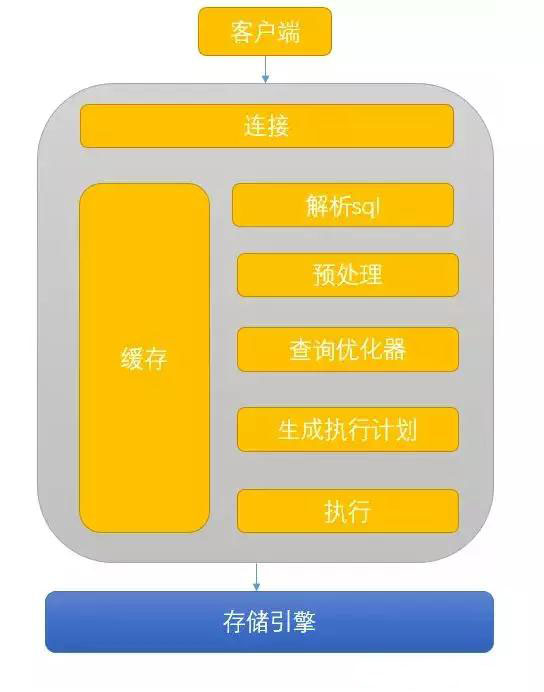 客户端
连接
解析sql
预处理
缓存
查询优化器
生成执行计划
执行
存储引擎